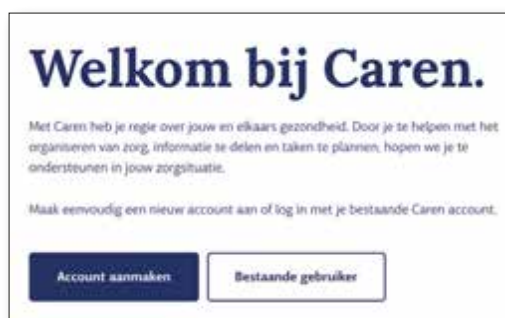 Welkom bij Caren.
Met Caren heb je regie over jouw en elkaars gezondheid. Door je te helpen met het
organiseren van zorg, informatie te delen en taken te plannen, hopen we je te
ondersteunen in jouw zorgsituatie.
Maak eenvoudig een nieuw account aan of log in met je bestaande Caren account.
Account aanmaken
Bestaande gebruiker